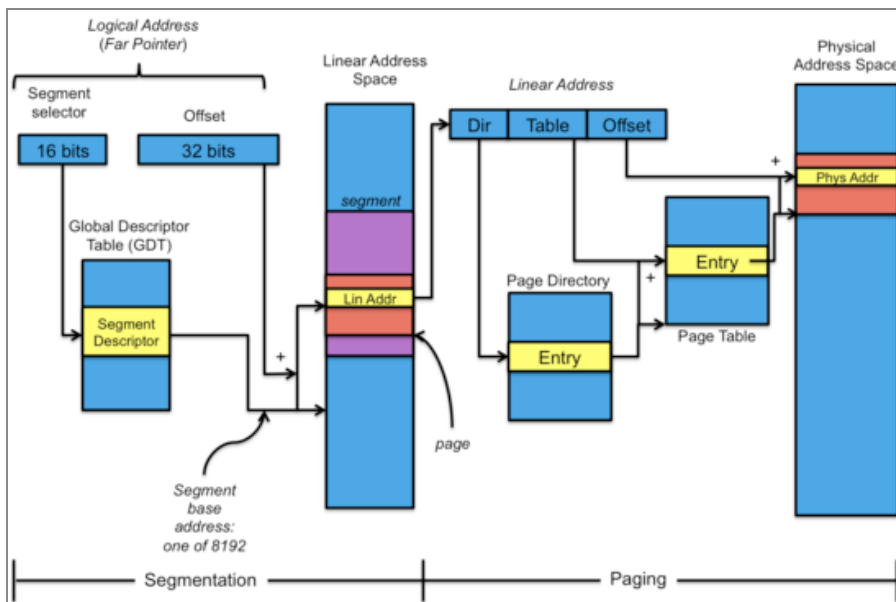 Logical Address
(Far Pointer)
Segment
selector
Offset
16 bits
32 bits
Global Descriptor
Table (GDT)
Segment
Descriptor
+
Segment
base
address:
one of 8192
Linear Address
Space
segment
Lin Addr
page
Linear Address
Dir
Table
Offset
Page Directory
Entry
+
Entry
Page Table
Physical
Address Space
+
Phys Addr
Segmentation
Paging